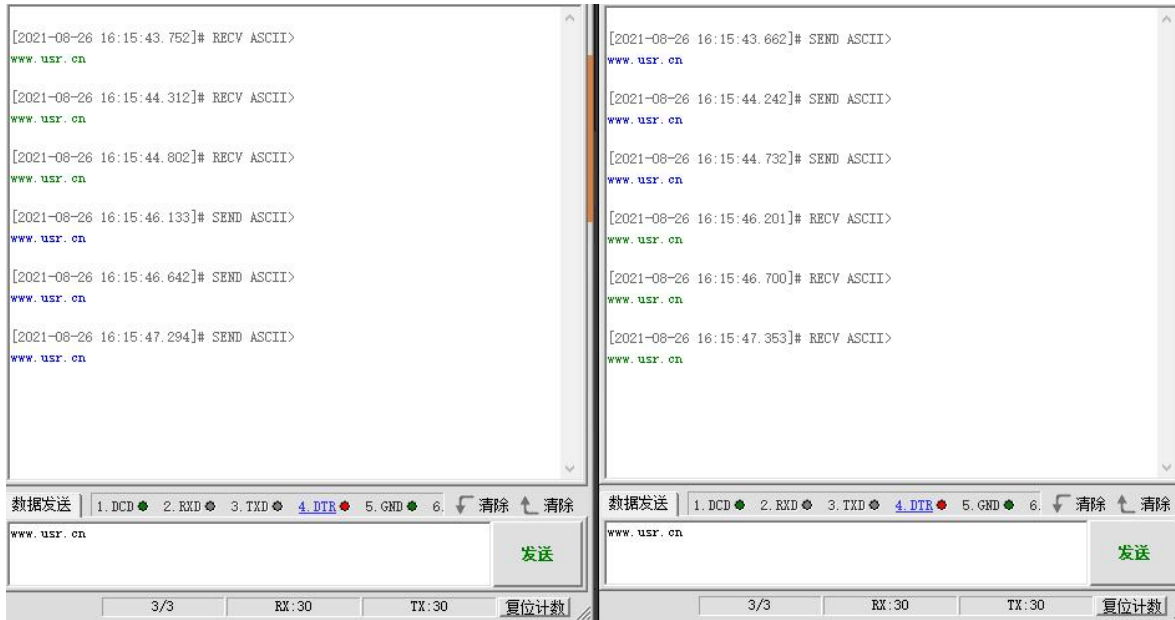 [2021-08-26 16:15:43.752]# RECV ASCII>
www.usr.cn
[2021-08-26 16:15:44.312]# RECV ASCII>
www.usr.cn
[2021-08-26 16:15:44.802]# RECV ASCII>
www.usr.cn
[2021-08-26 16:15:46.133]# SEND ASCII>
www.usr.cn
[2021-08-26 16:15:46.642]# SEND ASCII>
www.usr.cn
[2021-08-26 16:15:47.294]# SEND ASCII>
www.usr.cn
数据发送 1.DCD 2.RXD 3.TXD 4.DTR 5.GND 6. 清除 清除
www.usr.cn
发送
3/3 RX:30 TX:30 复位计数
[2021-08-26 16:15:43.662]# SEND ASCII>
www.usr.cn
[2021-08-26 16:15:44.242]# SEND ASCII>
www.usr.cn
[2021-08-26 16:15:44.732]# SEND ASCII>
www.usr.cn
[2021-08-26 16:15:46.201]# RECV ASCII>
www.usr.cn
[2021-08-26 16:15:46.700]# RECV ASCII>
www.usr.cn
[2021-08-26 16:15:47.353]# RECV ASCII>
www.usr.cn
数据发送 1.DCD 2.RXD 3.TXD 4.DTR 5.GND 6. 清除 清除
www.usr.cn
发送
3/3 RX:30 TX:30 复位计数